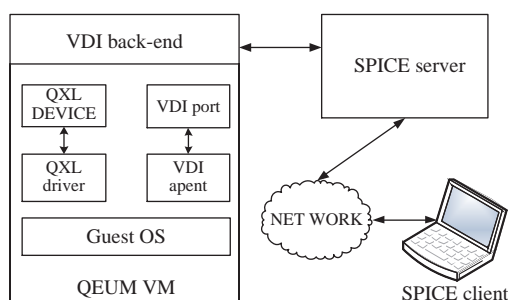 VDI back-end
SPICE server
QXL
DEVICE
VDI port
QXL
driver
VDI
apent
Guest OS
NET WORK
QEUM VM
SPICE client